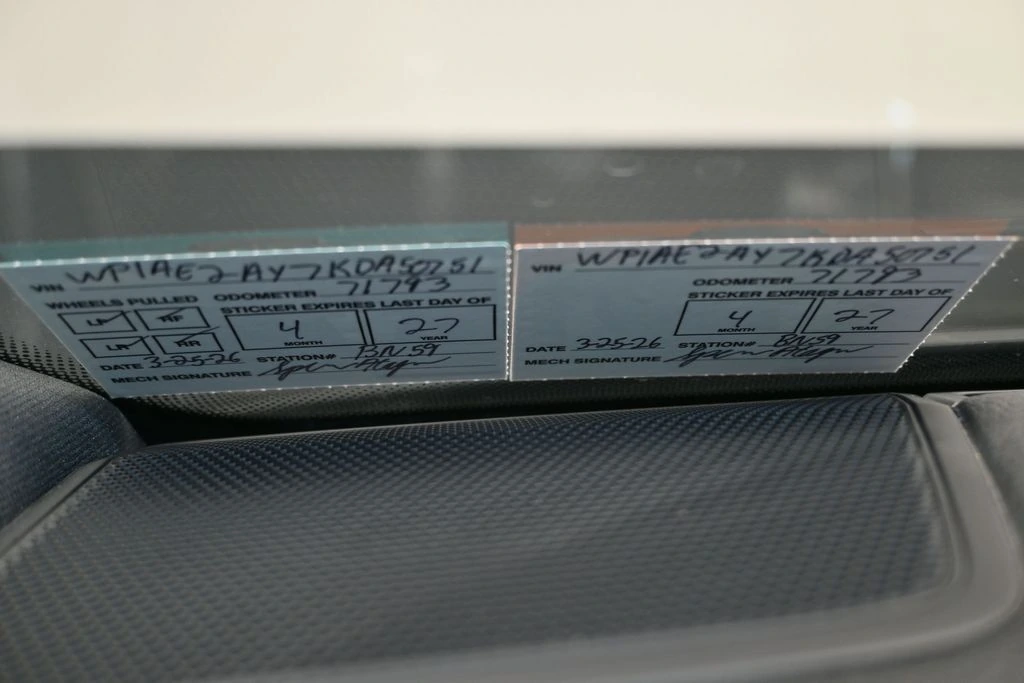 VIN WP1AE2AY7KDA50751
WHEELS PULLED ODOMETER 71793
STICKER EXPIRES LAST DAY OF
LF RF
LR RR
4 27
MONTH YEAR
DATE 3-25-26 STATION# BN59
MECH SIGNATURE
VIN WP1AE2AY7KDA50751
ODOMETER 71793
STICKER EXPIRES LAST DAY OF
4 27
MONTH YEAR
DATE 3-25-26 STATION# BN59
MECH SIGNATURE